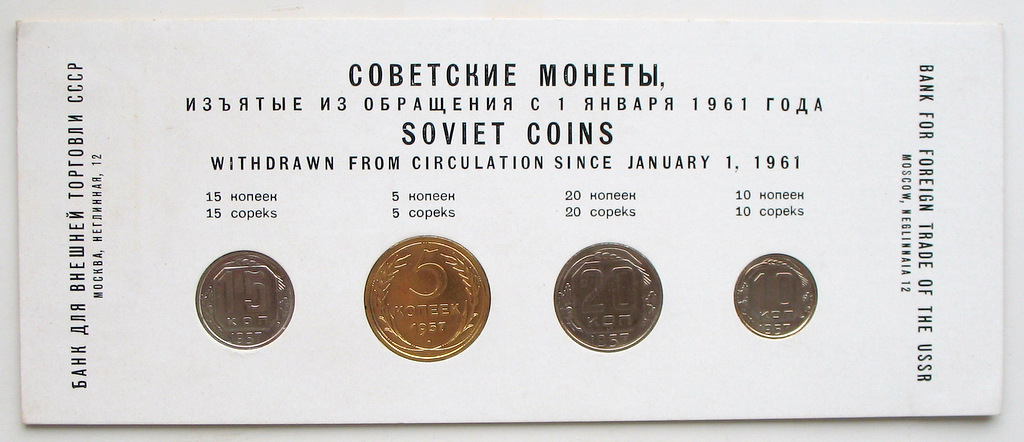 СОВЕТСКИЕ МОНЕТЫ,
ИЗЪЯТЫЕ ИЗ ОБРАЩЕНИЯ С 1 ЯНВАРЯ 1961 ГОДА
SOVIET COINS
WITHDRAWN FROM CIRCULATION SINCE JANUARY 1, 1961
БАНК ДЛЯ ВНЕШНЕЙ ТОРГОВЛИ СССР
МОСКВА, НЕГЛИННАЯ, 12
15 копеек
15 copeks
5 копеек
5 copeks
20 копеек
20 copeks
10 копеек
10 copeks
15
КОП
1957
5
КОПЕЕК
1957
20
КОП
1957
10
КОП
1957
BANK FOR FOREIGN TRADE OF THE USSR
MOSCOW, NEGLINNAIA 12